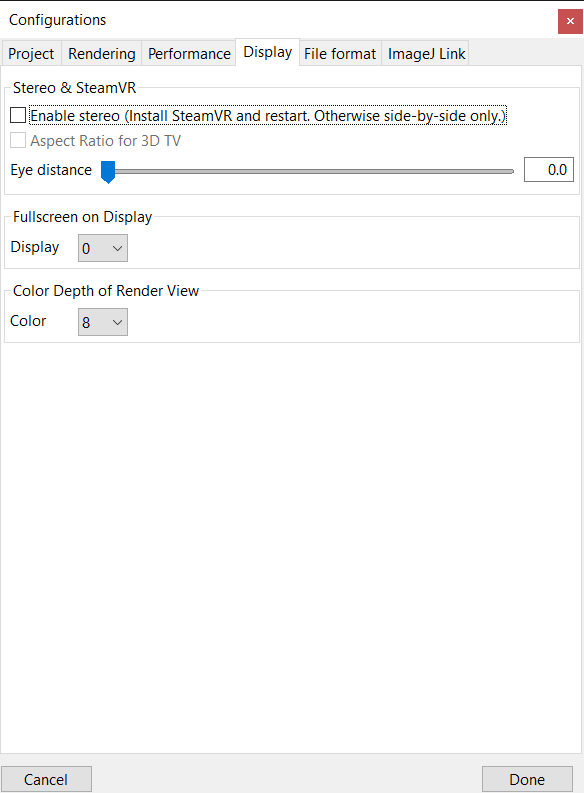 Configurations
Project Rendering Performance Display File format ImageJ Link
Stereo & SteamVR
Enable stereo (Install SteamVR and restart. Otherwise side-by-side only.)
Aspect Ratio for 3D TV
Eye distance 0.0
Fullscreen on Display
Display 0
Color Depth of Render View
Color 8
Cancel Done